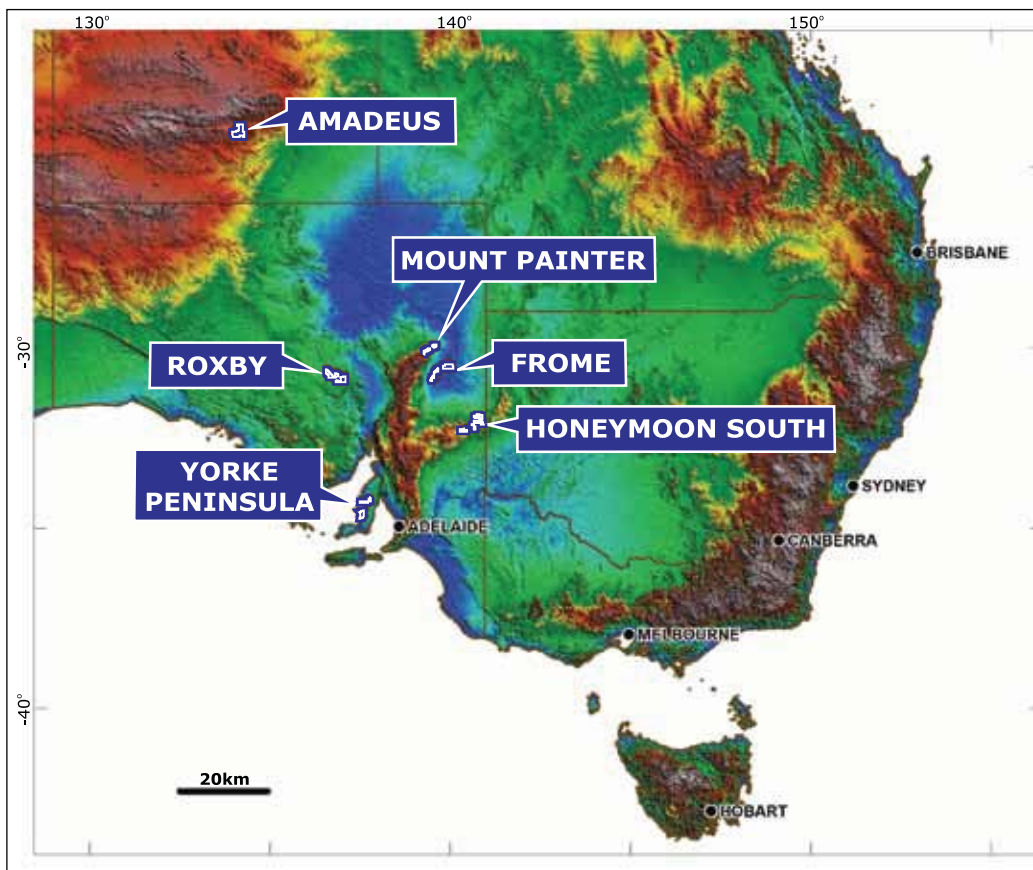 130°
140°
150°
AMADEUS
MOUNT PAINTER
BRISBANE
-30°
ROXBY
FROME
HONEYMOON SOUTH
YORKE
PENINSULA
SYDNEY
ADELAIDE
CANBERRA
MELBOURNE
-40°
20km
HOBART